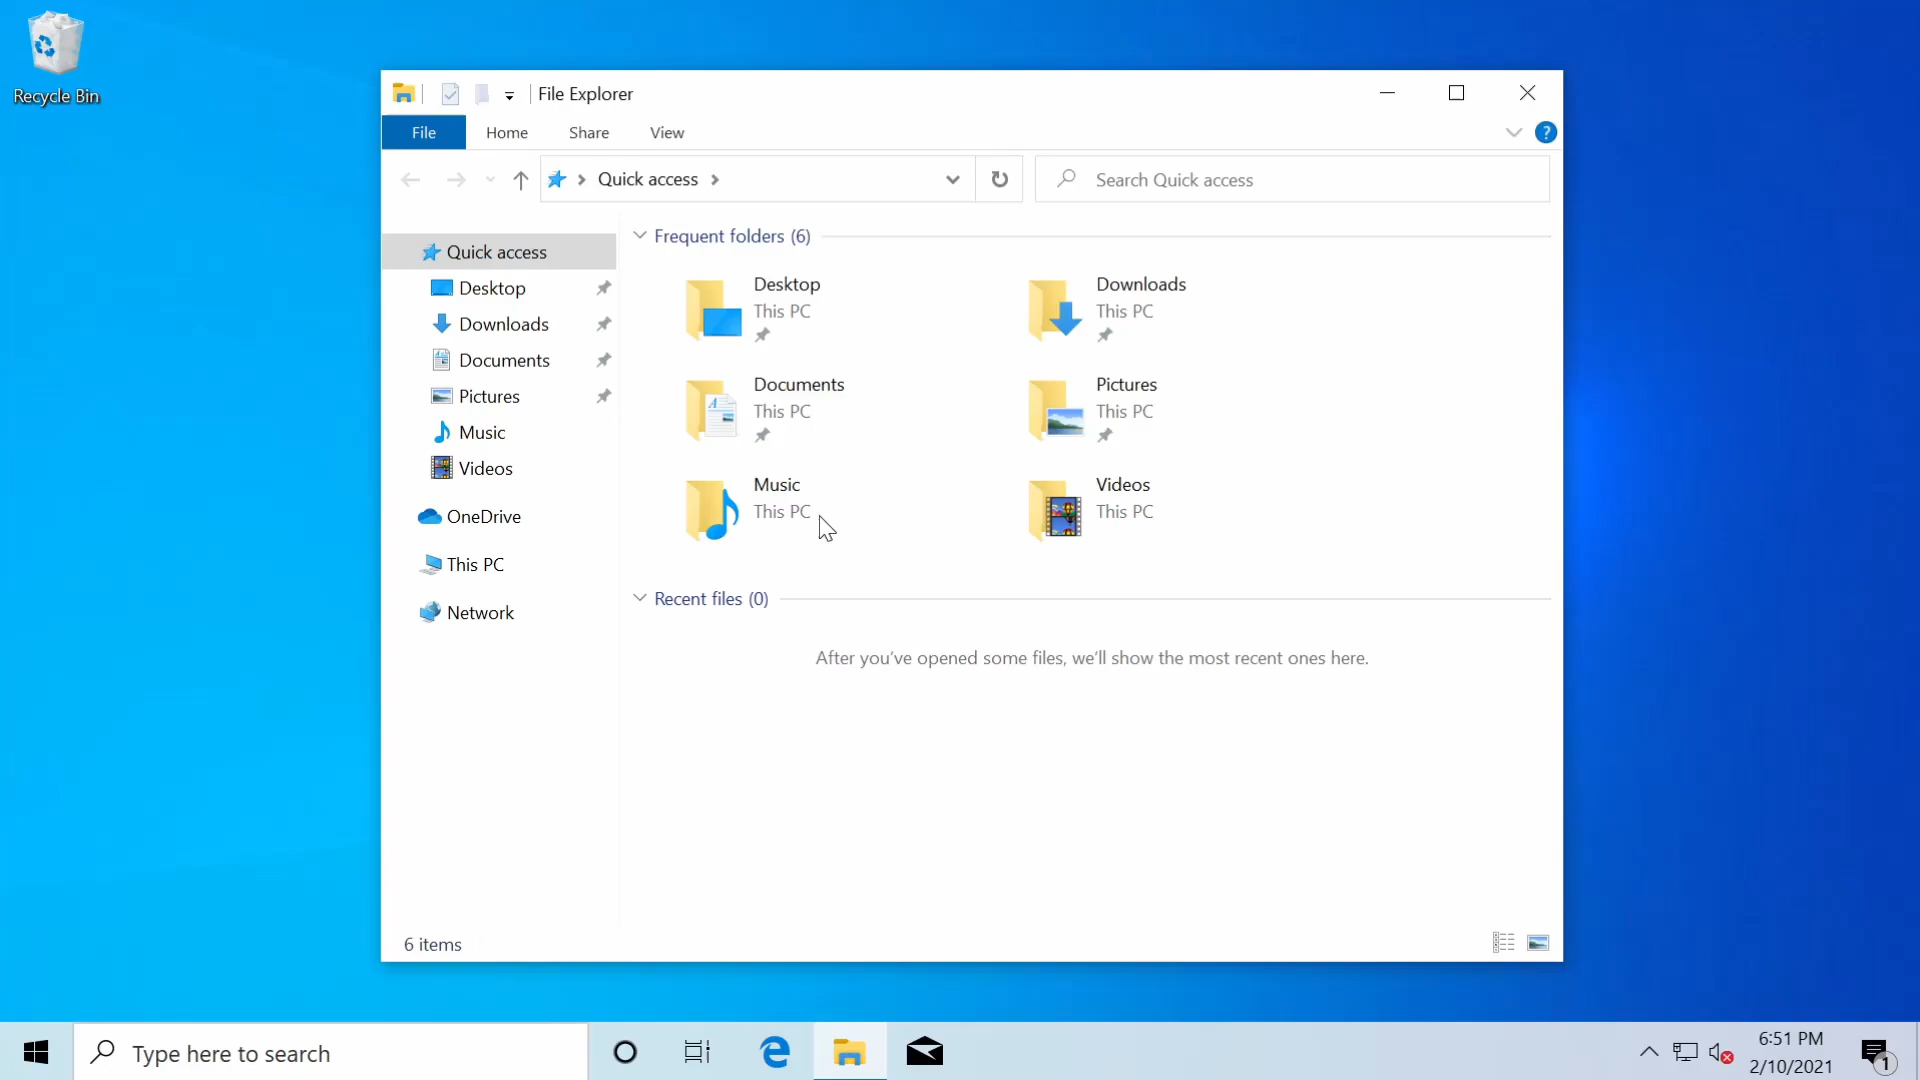 Recycle Bin
File Explorer
File Home Share View
?
Quick access
Search Quick access
Quick access
Desktop
Downloads
Documents
Pictures
Music
Videos
OneDrive
This PC
Network
Frequent folders (6)
Desktop
This PC
Downloads
This PC
Documents
This PC
Pictures
This PC
Music
This PC
Videos
This PC
Recent files (0)
After you've opened some files, we'll show the most recent ones here.
6 items
Type here to search
6:51 PM
2/10/2021
1